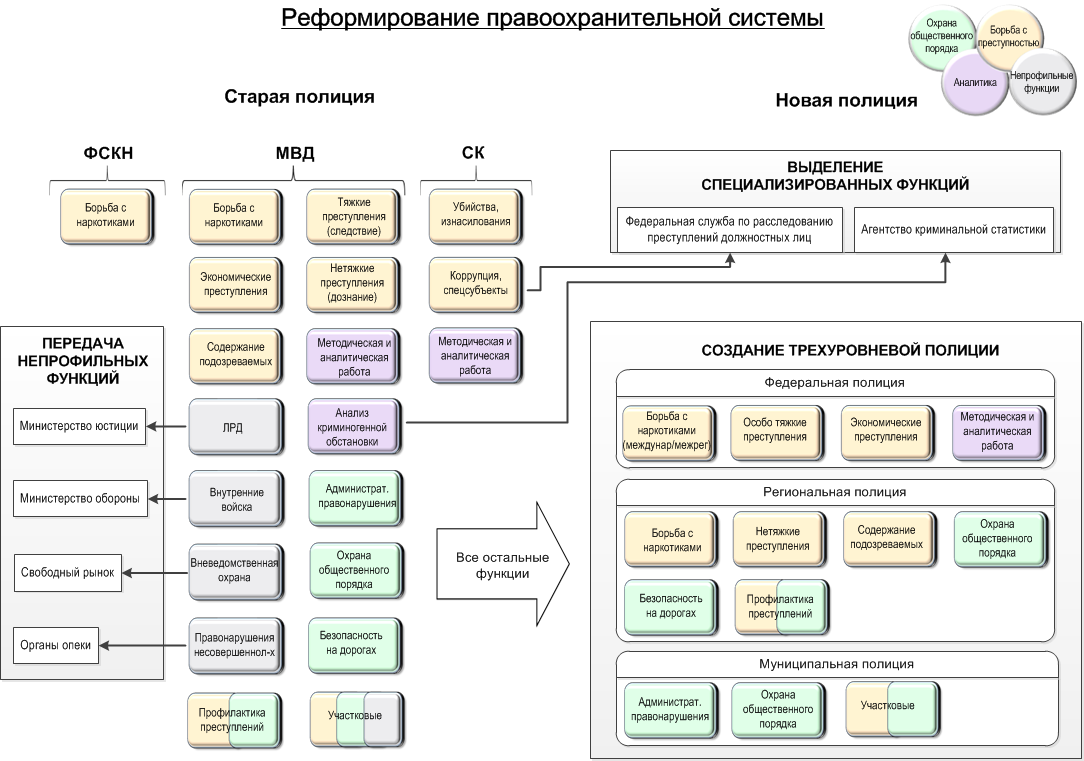 Реформирование правоохранительной системы
Охрана
общественного
порядка
Борьба с
преступностью
Аналитика
Непрофильные
функции
Старая полиция
Новая полиция
ФСКН
МВД
СК
Борьба с
наркотиками
Борьба с
наркотиками
Тяжкие
преступления
(следствие)
Убийства,
изнасилования
Экономические
преступления
Нетяжкие
преступления
(дознание)
Коррупция,
спецсубъекты
Содержание
подозреваемых
Методическая и
аналитическая
работа
Методическая и
аналитическая
работа
ЛРД
Анализ
криминогенной
обстановки
Внутренние
войска
Администрат.
правонарушения
Вневедомственная
охрана
Охрана
общественного
порядка
Правонарушения
несовершеннол-х
Безопасность
на дорогах
Профилактика
преступлений
Участковые
ПЕРЕДАЧА
НЕПРОФИЛЬНЫХ
ФУНКЦИЙ
Министерство юстиции
Министерство обороны
Свободный рынок
Органы опеки
Все остальные
функции
ВЫДЕЛЕНИЕ
СПЕЦИАЛИЗИРОВАННЫХ ФУНКЦИЙ
Федеральная служба по расследованию
преступлений должностных лиц
Агентство криминальной статистики
СОЗДАНИЕ ТРЕХУРОВНЕВОЙ ПОЛИЦИИ
Федеральная полиция
Борьба с
наркотиками
(междунар/межрег)
Особо тяжкие
преступления
Экономические
преступления
Методическая и
аналитическая
работа
Региональная полиция
Борьба с
наркотиками
Нетяжкие
преступления
Содержание
подозреваемых
Охрана
общественного
порядка
Безопасность
на дорогах
Профилактика
преступлений
Муниципальная полиция
Администрат.
правонарушения
Охрана
общественного
порядка
Участковые